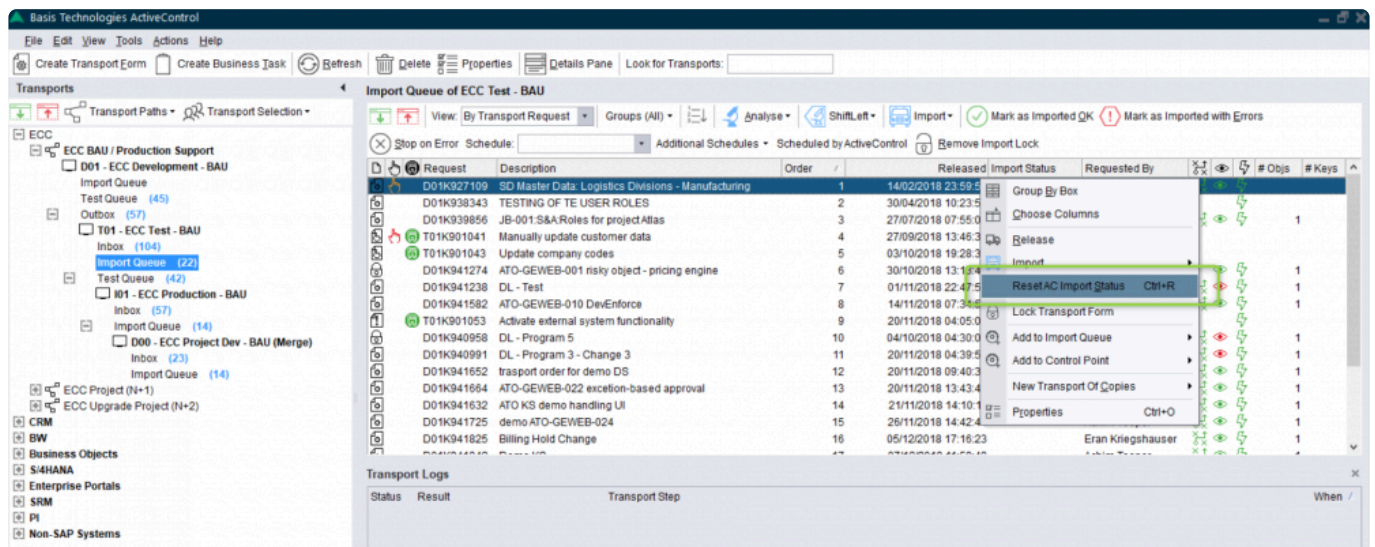 Basis Technologies ActiveControl
File Edit View Tools Actions Help
Create Transport Form Create Business Task Refresh Delete Properties Details Pane Look for Transports:
Transports
Transport Paths Transport Selection
ECC
ECC BAU / Production Support
D01 - ECC Development - BAU
Import Queue
Test Queue (45)
Outbox (57)
T01 - ECC Test - BAU
Inbox (104)
Import Queue (22)
Test Queue (42)
I01 - ECC Production - BAU
Inbox (57)
Import Queue (14)
D00 - ECC Project Dev - BAU (Merge)
Inbox (23)
Import Queue (14)
ECC Project (N+1)
ECC Upgrade Project (N+2)
CRM
BW
Business Objects
S/4HANA
Enterprise Portals
SRM
PI
Non-SAP Systems
Import Queue of ECC Test - BAU
View: By Transport Request Groups (All) Analyse ShiftLeft Import Mark as Imported OK Mark as Imported with Errors
Stop on Error Schedule: Additional Schedules Scheduled by ActiveControl Remove Import Lock
Request Description Order Released Import Status Requested By # Objs # Keys
D01K927109 SD Master Data: Logistics Divisions - Manufacturing 1 14/02/2018 23:59:5
D01K938343 TESTING OF TE USER ROLES 2 30/04/2018 10:23:5
D01K939856 JB-001:S&A:Roles for project Atlas 3 27/07/2018 07:55:0 1
T01K901041 Manually update customer data 4 27/09/2018 13:46:3
T01K901043 Update company codes 5 03/10/2018 19:28:3
D01K941274 ATO-GEWEB-001 risky object - pricing engine 6 30/10/2018 13:13:4 1
D01K941238 DL - Test 7 01/11/2018 22:47:5 1
D01K941582 ATO-GEWEB-010 DevEnforce 8 14/11/2018 07:34:5 1
T01K901053 Activate external system functionality 9 20/11/2018 04:05:0
D01K940958 DL - Program 5 10 04/10/2018 04:30:0 1
D01K940991 DL - Program 3 - Change 3 11 20/11/2018 04:39:5 1
D01K941652 trasport order for demo DS 12 20/11/2018 09:40:3 1
D01K941664 ATO-GEWEB-022 excetion-based approval 13 20/11/2018 13:43:4 1
D01K941632 ATO KS demo handling UI 14 21/11/2018 14:10:1 1
D01K941725 demo ATO-GEWEB-024 15 26/11/2018 14:42:4 1
D01K941825 Billing Hold Change 16 05/12/2018 17:16:23 Eran Kriegshauser 1
Group By Box
Choose Columns
Release
Import
Reset AC Import Status Ctrl+R
Lock Transport Form
Add to Import Queue
Add to Control Point
New Transport Of Copies
Properties Ctrl+O
Transport Logs
Status Result Transport Step When